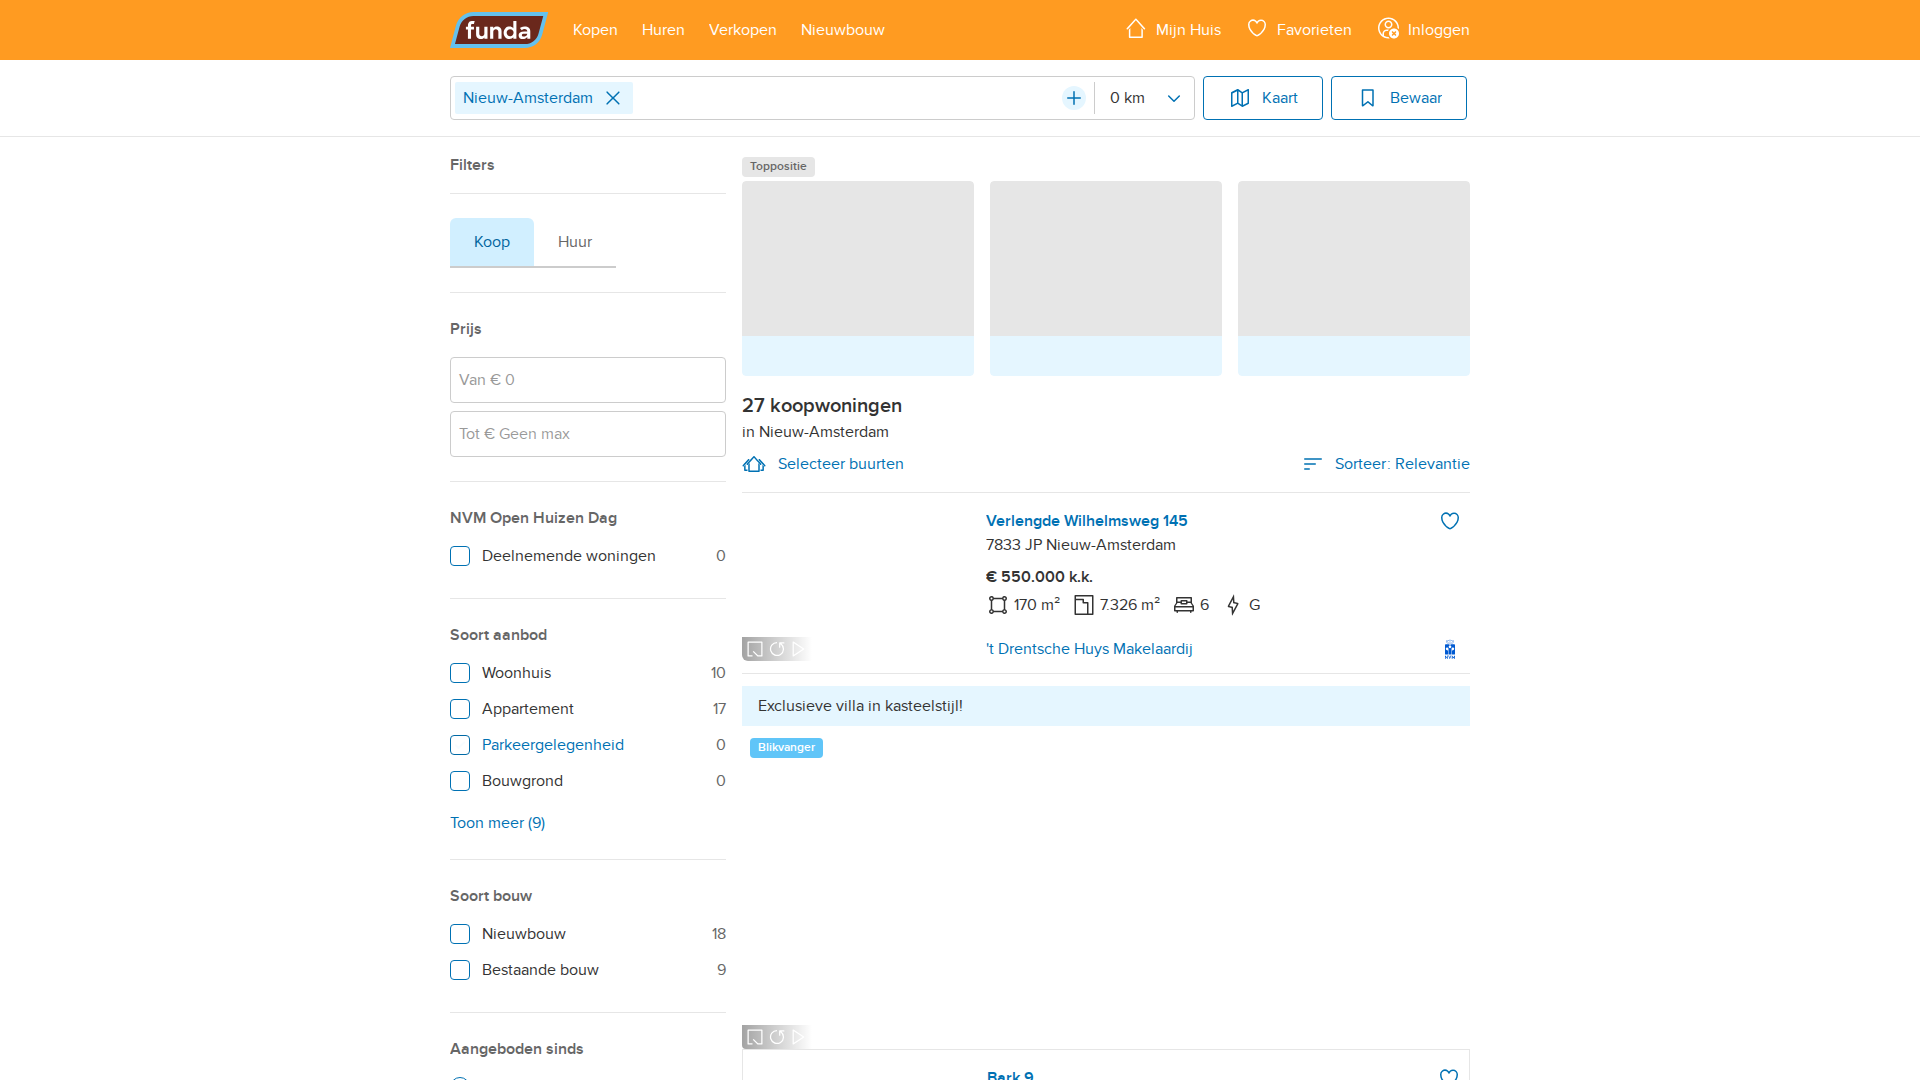 funda
Kopen
Huren
Verkopen
Nieuwbouw
Mijn Huis
Favorieten
Inloggen
Nieuw-Amsterdam
0 km
Kaart
Bewaar
Filters
Koop
Huur
Prijs
Van € 0
Tot € Geen max
NVM Open Huizen Dag
Deelnemende woningen 0
Soort aanbod
Woonhuis 10
Appartement 17
Parkeergelegenheid 0
Bouwgrond 0
Toon meer (9)
Soort bouw
Nieuwbouw 18
Bestaande bouw 9
Aangeboden sinds
Toppositie
27 koopwoningen
in Nieuw-Amsterdam
Selecteer buurten
Sorteer: Relevantie
Verlengde Wilhelmsweg 145
7833 JP Nieuw-Amsterdam
€ 550.000 k.k.
170 m² 7.326 m² 6 G
't Drentsche Huys Makelaardij
Exclusieve villa in kasteelstijl!
Blikvanger
Bark 9